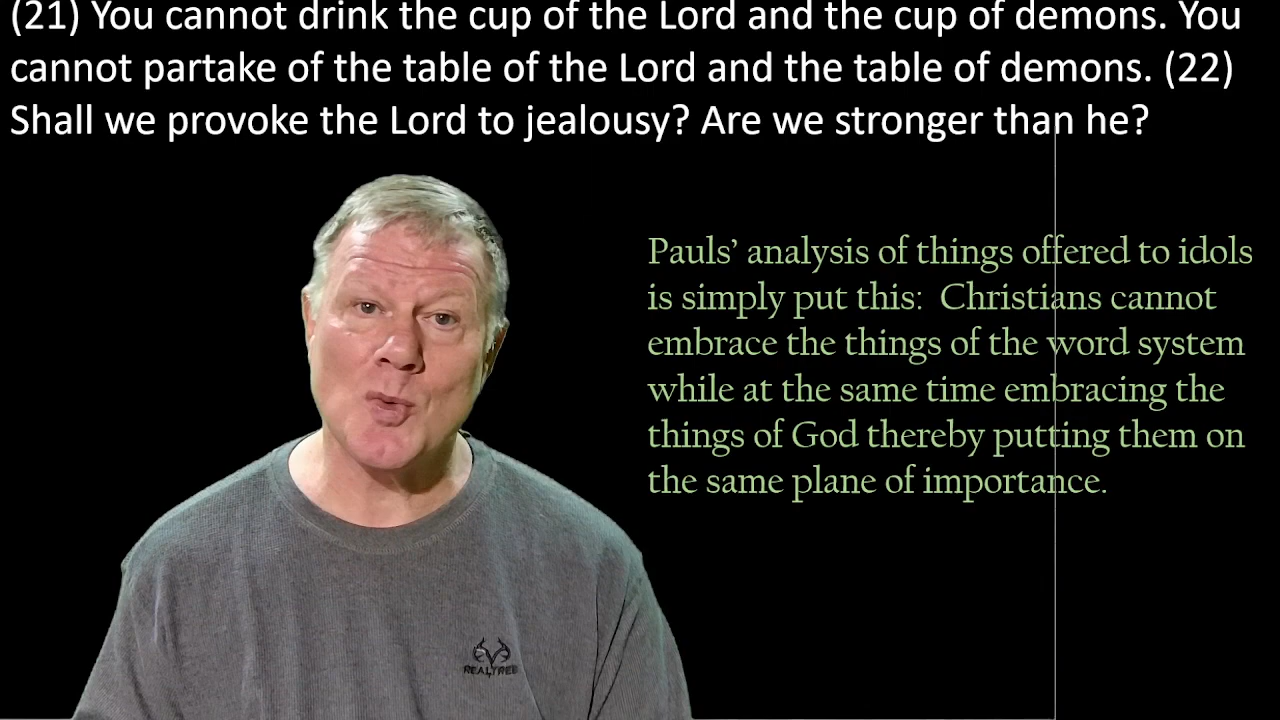 (21) You cannot drink the cup of the Lord and the cup of demons. You
cannot partake of the table of the Lord and the table of demons. (22)
Shall we provoke the Lord to jealousy? Are we stronger than he?
Pauls’ analysis of things offered to idols
is simply put this:  Christians cannot
embrace the things of the word system
while at the same time embracing the
things of God thereby putting them on
the same plane of importance.
REALTREE